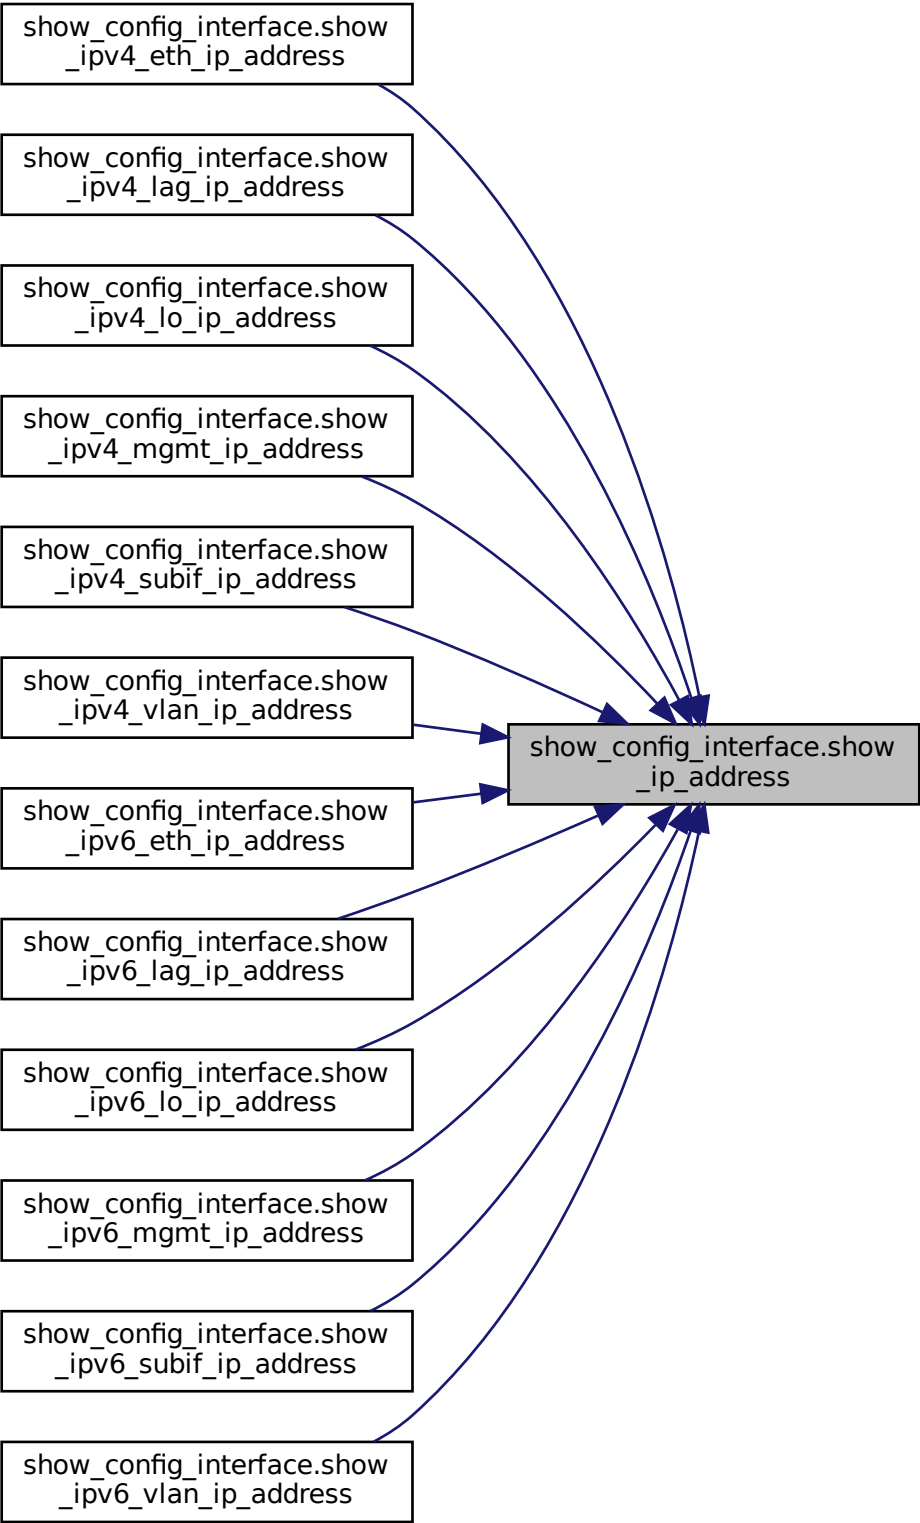 show_config_interface.show
_ipv4_eth_ip_address
show_config_interface.show
_ipv4_lag_ip_address
show_config_interface.show
_ipv4_lo_ip_address
show_config_interface.show
_ipv4_mgmt_ip_address
show_config_interface.show
_ipv4_subif_ip_address
show_config_interface.show
_ipv4_vlan_ip_address
show_config_interface.show
_ip_address
show_config_interface.show
_ipv6_eth_ip_address
show_config_interface.show
_ipv6_lag_ip_address
show_config_interface.show
_ipv6_lo_ip_address
show_config_interface.show
_ipv6_mgmt_ip_address
show_config_interface.show
_ipv6_subif_ip_address
show_config_interface.show
_ipv6_vlan_ip_address